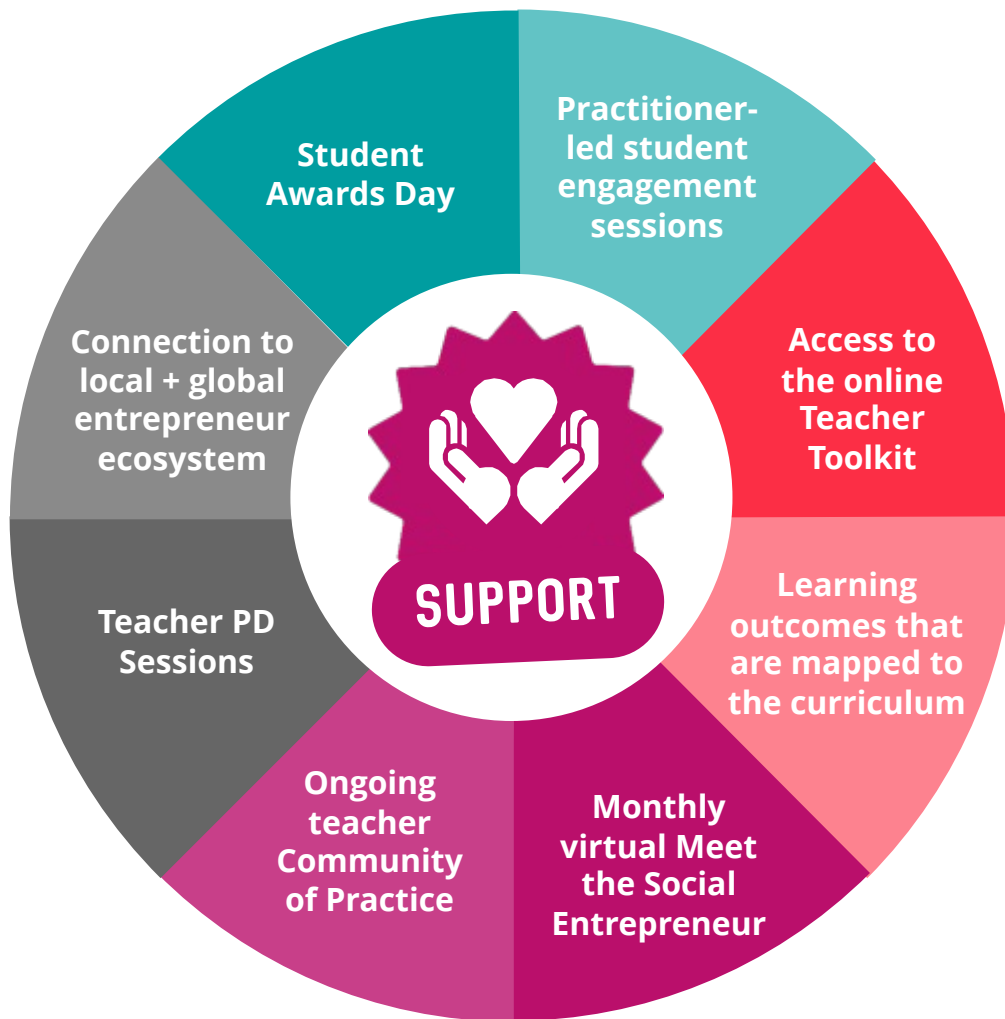 Student
Awards Day
Practitioner-
led student
engagement
sessions
Access to
the online
Teacher
Toolkit
Learning
outcomes that
are mapped to
the curriculum
Monthly
virtual Meet
the Social
Entrepreneur
Ongoing
teacher
Community
of Practice
Teacher PD
Sessions
Connection to
local + global
entrepreneur
ecosystem
SUPPORT